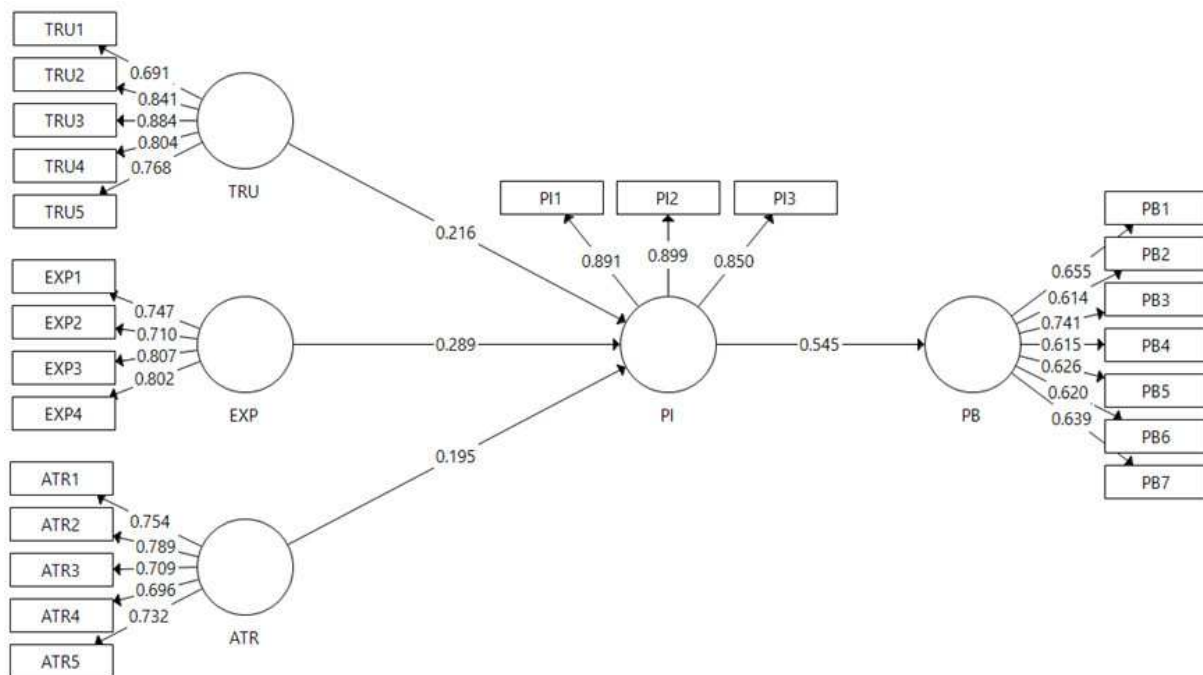 TRU1
TRU2
TRU3
TRU4
TRU5
0.691
0.841
0.884
0.804
0.768
TRU
0.216
EXP1
EXP2
EXP3
EXP4
0.747
0.710
0.807
0.802
EXP
0.289
ATR1
ATR2
ATR3
ATR4
ATR5
0.754
0.789
0.709
0.696
0.732
ATR
0.195
PI1
PI2
PI3
0.891
0.899
0.850
PI
0.545
PB
0.655
0.614
0.741
0.615
0.626
0.620
0.639
PB1
PB2
PB3
PB4
PB5
PB6
PB7